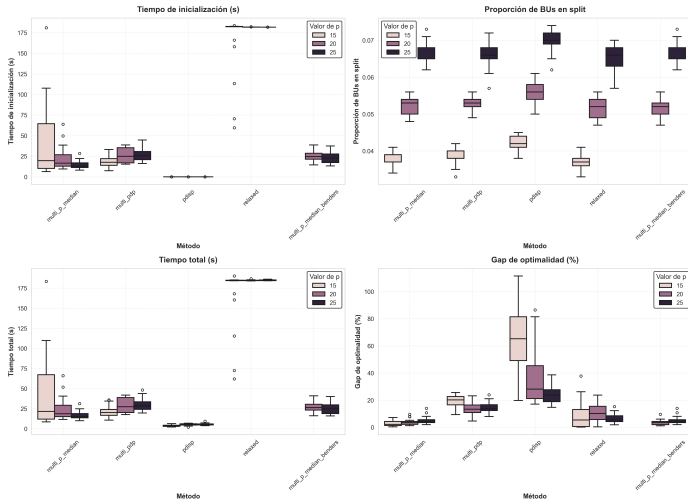 Tiempo de inicialización (s)
Tiempo de inicialización (s)
175
150
125
100
75
50
25
0
Valor de p
15
20
25
multi_p_median
multi_pdp
pdisp
relaxed
multi_p_median_benders
Método
Proporción de BUs en split
Proporción de BUs en split
0.07
0.06
0.05
0.04
Valor de p
15
20
25
multi_p_median
multi_pdp
pdisp
relaxed
multi_p_median_benders
Método
Tiempo total (s)
Tiempo total (s)
175
150
125
100
75
50
25
0
Valor de p
15
20
25
multi_p_median
multi_pdp
pdisp
relaxed
multi_p_median_benders
Método
Gap de optimalidad (%)
Gap de optimalidad (%)
100
80
60
40
20
0
Valor de p
15
20
25
multi_p_median
multi_pdp
pdisp
relaxed
multi_p_median_benders
Método